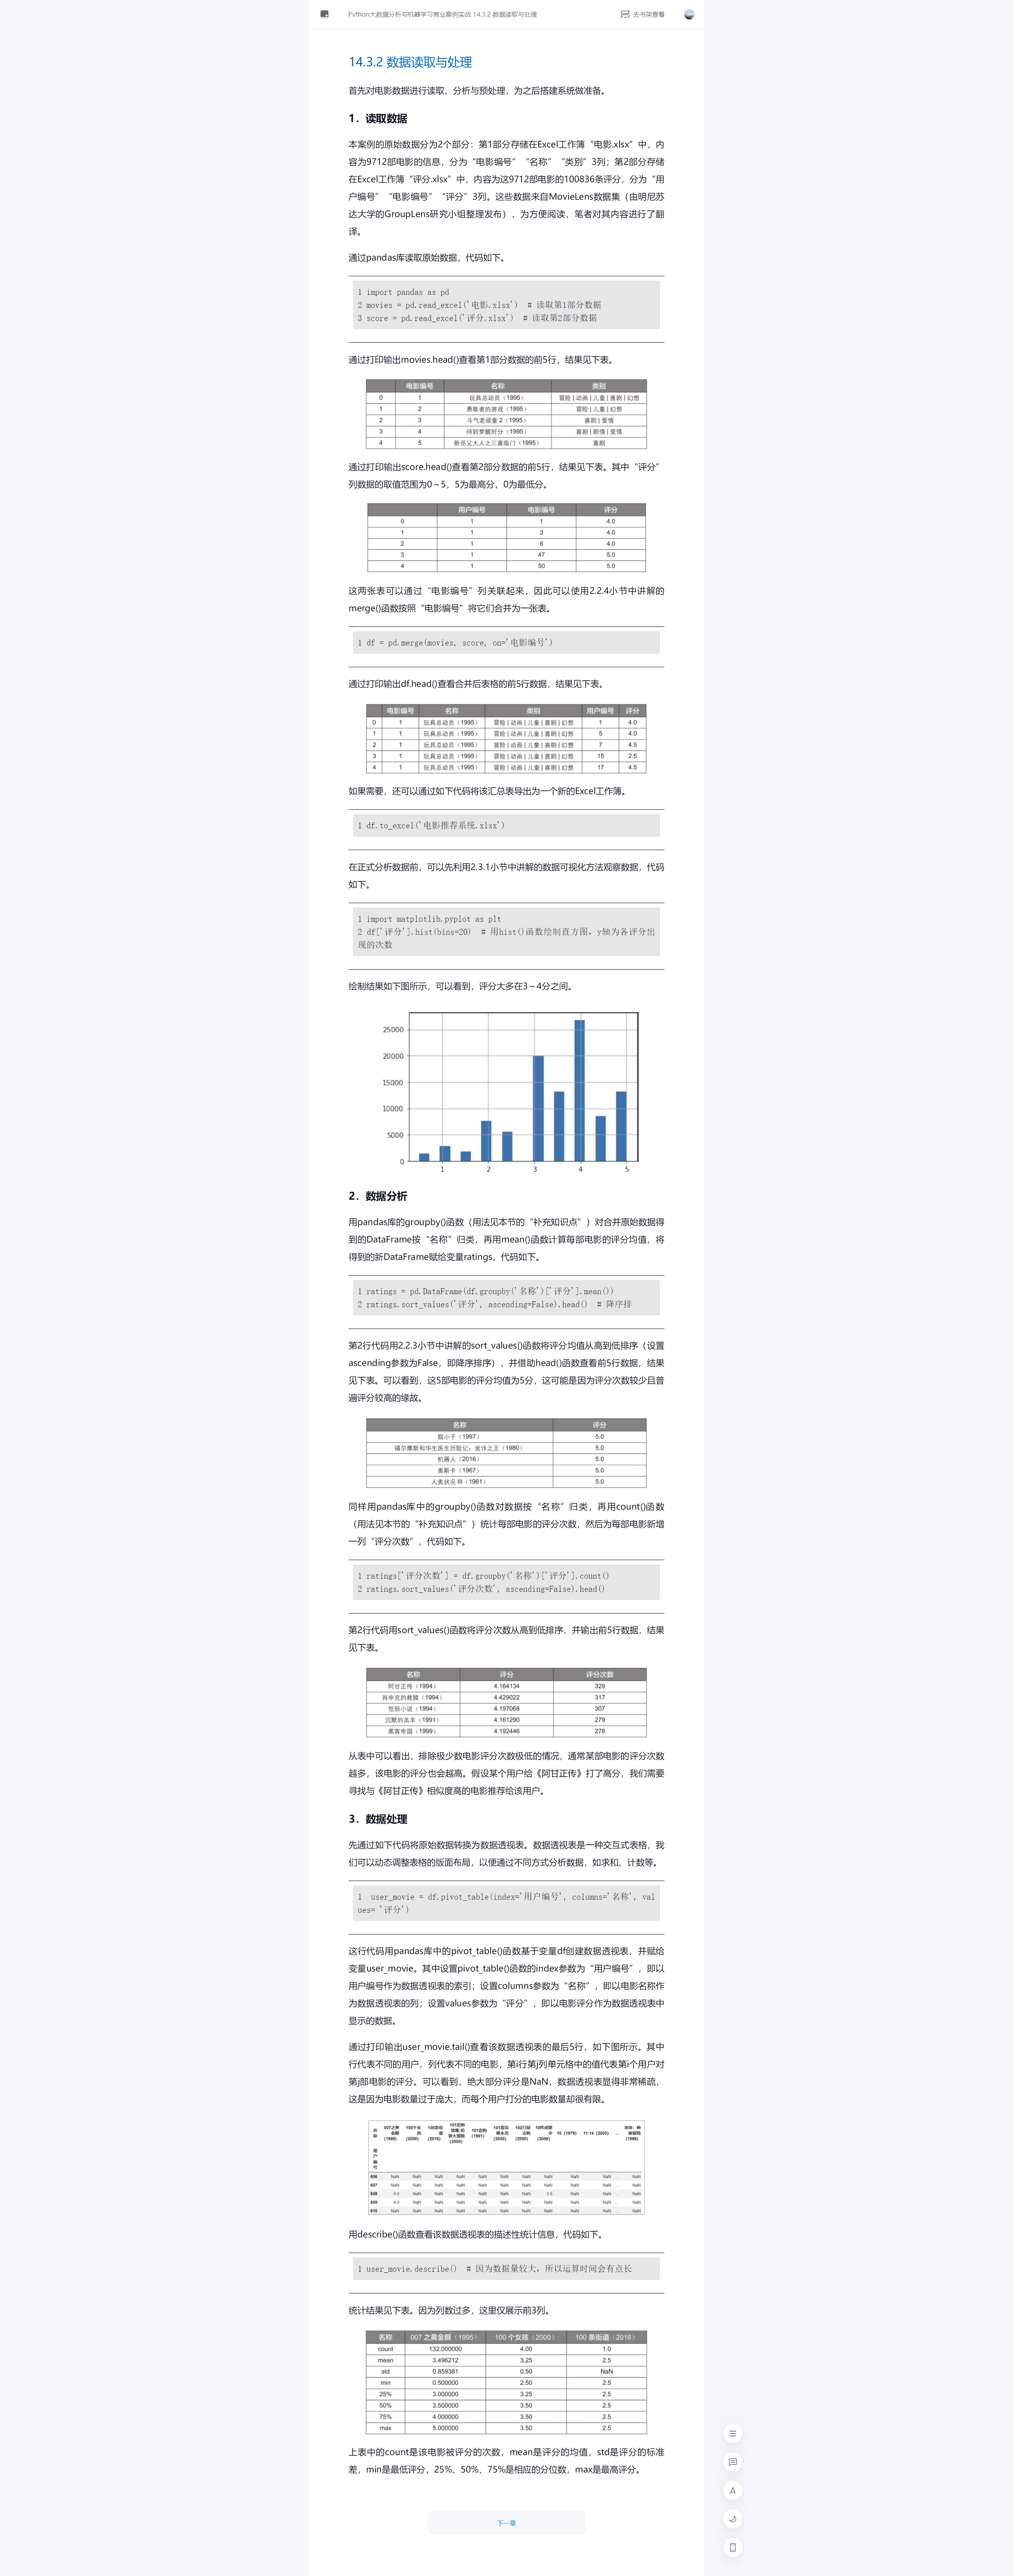 Python大数据分析与机器学习商业案例实战 14.3.2 数据读取与处理
去书架查看
14.3.2 数据读取与处理
首先对电影数据进行读取、分析与预处理，为之后搭建系统做准备。
1．读取数据
本案例的原始数据分为2个部分：第1部分存储在Excel工作簿“电影.xlsx”中，内
容为9712部电影的信息，分为“电影编号”“名称”“类别”3列；第2部分存储
在Excel工作簿“评分.xlsx”中，内容为这9712部电影的100836条评分，分为“用
户编号”“电影编号”“评分”3列。这些数据来自MovieLens数据集（由明尼苏
达大学的GroupLens研究小组整理发布），为方便阅读，笔者对其内容进行了翻
译。
通过pandas库读取原始数据，代码如下。
1 import pandas as pd
2 movies = pd.read_excel('电影.xlsx')  # 读取第1部分数据
3 score = pd.read_excel('评分.xlsx')  # 读取第2部分数据
通过打印输出movies.head()查看第1部分数据的前5行，结果见下表。
电影编号 名称 类别
0 1 玩具总动员（1995） 冒险 | 动画 | 儿童 | 喜剧 | 幻想
1 2 勇敢者的游戏（1995） 冒险 | 儿童 | 幻想
2 3 斗气老顽童 2（1995） 喜剧 | 爱情
3 4 待到梦醒时分（1995） 喜剧 | 剧情 | 爱情
4 5 新岳父大人之三喜临门（1995） 喜剧
通过打印输出score.head()查看第2部分数据的前5行，结果见下表。其中“评分”
列数据的取值范围为0～5，5为最高分，0为最低分。
用户编号 电影编号 评分
0 1 1 4.0
1 1 3 4.0
2 1 6 4.0
3 1 47 5.0
4 1 50 5.0
这两张表可以通过“电影编号”列关联起来，因此可以使用2.2.4小节中讲解的
merge()函数按照“电影编号”将它们合并为一张表。
1 df = pd.merge(movies, score, on='电影编号')
通过打印输出df.head()查看合并后表格的前5行数据，结果见下表。
电影编号 名称 类别 用户编号 评分
0 1 玩具总动员（1995） 冒险 | 动画 | 儿童 | 喜剧 | 幻想 1 4.0
1 1 玩具总动员（1995） 冒险 | 动画 | 儿童 | 喜剧 | 幻想 5 4.0
2 1 玩具总动员（1995） 冒险 | 动画 | 儿童 | 喜剧 | 幻想 7 4.5
3 1 玩具总动员（1995） 冒险 | 动画 | 儿童 | 喜剧 | 幻想 15 2.5
4 1 玩具总动员（1995） 冒险 | 动画 | 儿童 | 喜剧 | 幻想 17 4.5
如果需要，还可以通过如下代码将该汇总表导出为一个新的Excel工作簿。
1 df.to_excel('电影推荐系统.xlsx')
在正式分析数据前，可以先利用2.3.1小节中讲解的数据可视化方法观察数据，代码
如下。
1 import matplotlib.pyplot as plt
2 df['评分'].hist(bins=20)  # 用hist()函数绘制直方图，y轴为各评分出
现的次数
绘制结果如下图所示，可以看到，评分大多在3～4分之间。
25000
20000
15000
10000
5000
0
1 2 3 4 5
2．数据分析
用pandas库的groupby()函数（用法见本节的“补充知识点”）对合并原始数据得
到的DataFrame按“名称”归类，再用mean()函数计算每部电影的评分均值，将
得到的新DataFrame赋给变量ratings，代码如下。
1 ratings = pd.DataFrame(df.groupby('名称')['评分'].mean())
2 ratings.sort_values('评分', ascending=False).head()  # 降序排
第2行代码用2.2.3小节中讲解的sort_values()函数将评分均值从高到低排序（设置
ascending参数为False，即降序排序），并借助head()函数查看前5行数据，结果
见下表。可以看到，这5部电影的评分均值为5分，这可能是因为评分次数较少且普
遍评分较高的缘故。
名称 评分
假小子（1997） 5.0
福尔摩斯和华生医生历险记：讹诈之王（1980） 5.0
机器人（2016） 5.0
奥斯卡（1967） 5.0
人类状况 III（1961） 5.0
同样用pandas库中的groupby()函数对数据按“名称”归类，再用count()函数
（用法见本节的“补充知识点”）统计每部电影的评分次数，然后为每部电影新增
一列“评分次数”，代码如下。
1 ratings['评分次数'] = df.groupby('名称')['评分'].count()
2 ratings.sort_values('评分次数', ascending=False).head()
第2行代码用sort_values()函数将评分次数从高到低排序，并输出前5行数据，结果
见下表。
名称 评分 评分次数
阿甘正传（1994） 4.164134 329
肖申克的救赎（1994） 4.429022 317
低俗小说（1994） 4.197068 307
沉默的羔羊（1991） 4.161290 279
黑客帝国（1999） 4.192446 278
从表中可以看出，排除极少数电影评分次数极低的情况，通常某部电影的评分次数
越多，该电影的评分也会越高。假设某个用户给《阿甘正传》打了高分，我们需要
寻找与《阿甘正传》相似度高的电影推荐给该用户。
3．数据处理
先通过如下代码将原始数据转换为数据透视表。数据透视表是一种交互式表格，我
们可以动态调整表格的版面布局，以便通过不同方式分析数据，如求和、计数等。
1  user_movie = df.pivot_table(index='用户编号', columns='名称', val
ues= '评分')
这行代码用pandas库中的pivot_table()函数基于变量df创建数据透视表，并赋给
变量user_movie。其中设置pivot_table()函数的index参数为“用户编号”，即以
用户编号作为数据透视表的索引；设置columns参数为“名称”，即以电影名称作
为数据透视表的列；设置values参数为“评分”，即以电影评分作为数据透视表中
显示的数据。
通过打印输出user_movie.tail()查看该数据透视表的最后5行，如下图所示。其中
行代表不同的用户，列代表不同的电影，第i行第j列单元格中的值代表第i个用户对
第j部电影的评分。可以看到，绝大部分评分是NaN，数据透视表显得非常稀疏，
这是因为电影数量过于庞大，而每个用户打分的电影数量却很有限。
606 NaN NaN NaN NaN NaN NaN NaN NaN NaN NaN ... NaN
607 NaN NaN NaN NaN NaN NaN NaN NaN NaN NaN ... NaN
608 4.0 NaN NaN NaN NaN NaN NaN 3.5 NaN NaN ... NaN
609 4.0 NaN NaN NaN NaN NaN NaN NaN NaN NaN ... NaN
610 NaN NaN NaN NaN NaN NaN NaN NaN NaN NaN ... NaN
用describe()函数查看该数据透视表的描述性统计信息，代码如下。
1 user_movie.describe()  # 因为数据量较大，所以运算时间会有点长
统计结果见下表。因为列数过多，这里仅展示前3列。
名称 007 之黄金眼（1995） 100 个女孩（2000） 100 条街道（2016）
count 132.000000 4.00 1.0
mean 3.496212 3.25 2.5
std 0.859381 0.50 NaN
min 0.500000 2.50 2.5
25% 3.000000 3.25 2.5
50% 3.500000 3.50 2.5
75% 4.000000 3.50 2.5
max 5.000000 3.50 2.5
上表中的count是该电影被评分的次数，mean是评分的均值，std是评分的标准
差，min是最低评分，25%、50%、75%是相应的分位数，max是最高评分。
下一章